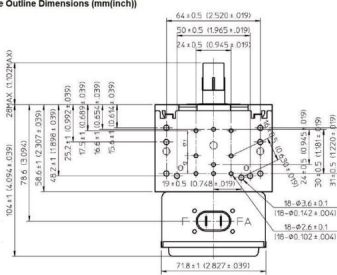 e Outline Dimensions (mm(inch))
64±0.5 (2.520±.019)
50±0.5 (1.965±.019)
24±0.5 (0.945±.019)
28MAX (1.102MAX)
104±1 (4.094±.039)
78.6 (3.094)
58.6±1 (2.307±.039)
48.2±1 (1.898±.039)
25.2±1 (0.992±.039)
17.5±1 (0.689±.039)
16.6±1 (0.654±.039)
15.6±1 (0.614±.039)
19±0.5 (0.748±.019)
24±0.5 (0.945±.019)
30±0.5 (1.181±.019)
31±0.5 (1.220±.019)
18-Ø3.6±0.1
(18-Ø0.142±.004)
18-Ø2.6±0.1
(18-Ø0.102±.004)
F
FA
71.8±1 (2.827±.039)